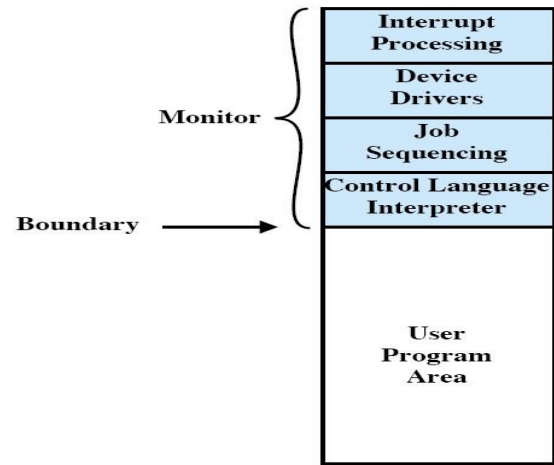 Interrupt
Processing
Device
Drivers
Monitor
Job
Sequencing
Control Language
Interpreter
Boundary
User
Program
Area